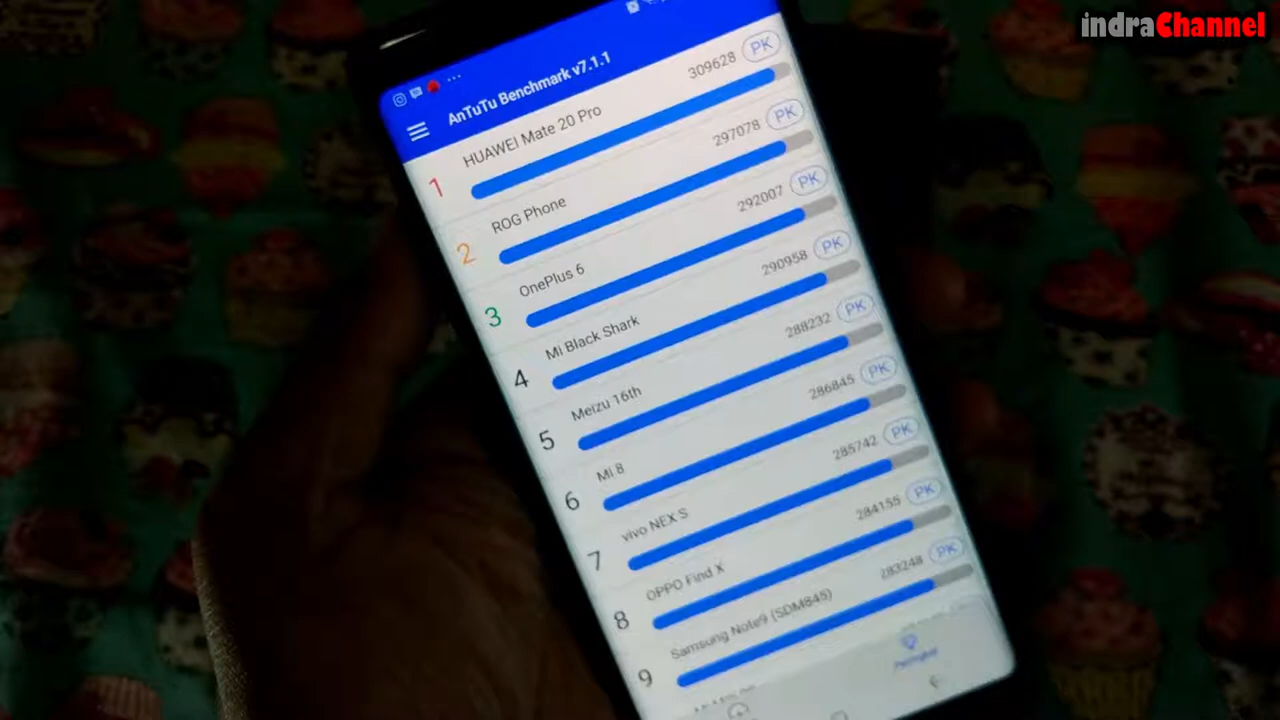 indraChannel
AnTuTu Benchmark v7.1.1
1 HUAWEI Mate 20 Pro 309628 PK
2 ROG Phone 297078 PK
3 OnePlus 6 292007 PK
4 Mi Black Shark 290958 PK
5 Meizu 16th 288232 PK
6 Mi 8 286845 PK
7 vivo NEX S 285742 PK
8 OPPO Find X 284155 PK
9 Samsung Note9 (SDM845) 283248 PK